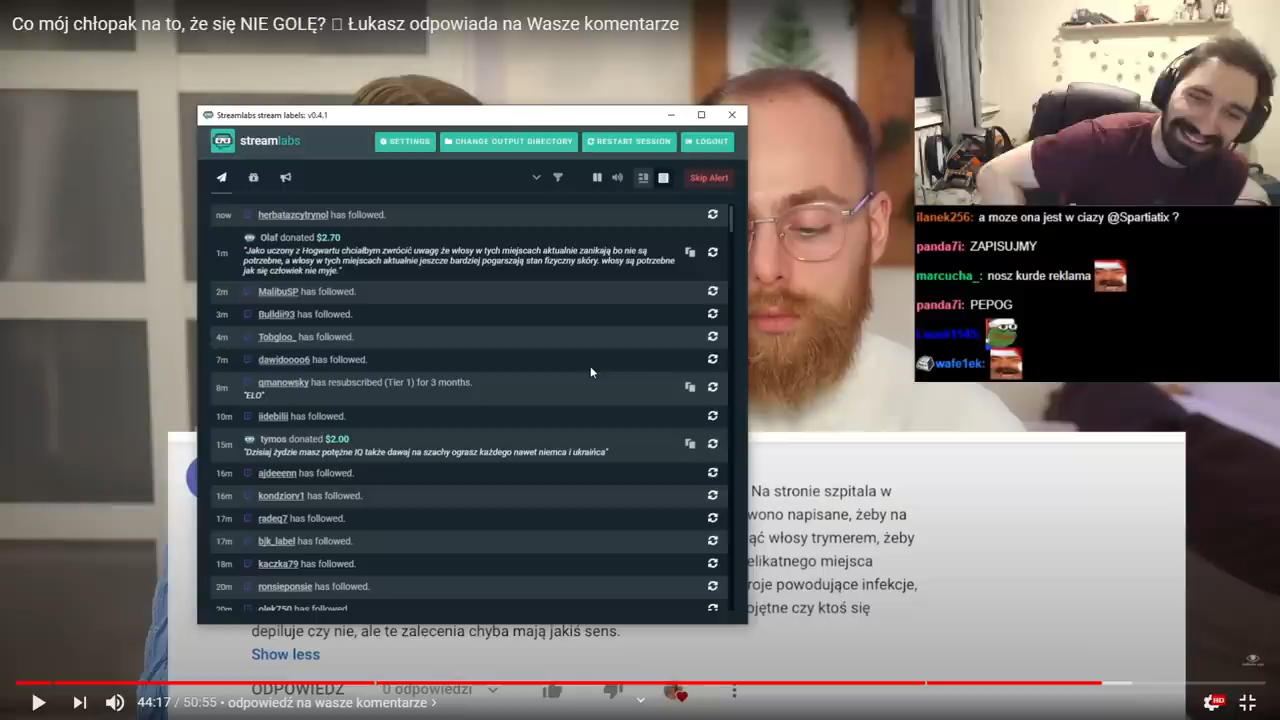 Co mój chłopak na to, że się NIE GOLĘ? Łukasz odpowiada na Wasze komentarze
Streamlabs stream labels: v0.4.1
streamlabs
SETTINGS
CHANGE OUTPUT DIRECTORY
RESTART SESSION
LOGOUT
Skip Alert
now herbatazcytrynol has followed.
1m Olaf donated $2.70
"Jako uczony z Hogwartu chciałbym zwrócić uwagę że włosy w tych miejscach aktualnie zanikają bo nie są
potrzebne, a włosy w tych miejscach aktualnie jeszcze bardziej pogarszają stan fizyczny skóry. włosy są potrzebne
jak się człowiek nie myje."
2m MalibuSP has followed.
3m Bulldii93 has followed.
4m Tobgloo_ has followed.
7m dawidoooo6 has followed.
8m qmanowsky has resubscribed (Tier 1) for 3 months.
"ELO"
10m iidebilii has followed.
15m tymos donated $2.00
"Dzisiaj żydzie masz potężne IQ także dawaj na szachy ograsz każdego nawet niemca i ukraińca"
16m ajdeeenn has followed.
16m kondziorv1 has followed.
17m radeq7 has followed.
17m bjk_label has followed.
18m kaczka79 has followed.
20m ronsieponsie has followed.
20m olek750 has followed.
ilanek256: a moze ona jest w ciazy @Spartiatix ?
panda7i: ZAPISUJMY
marcucha_: nosz kurde reklama
panda7i: PEPOG
wafe1ek:
Na stronie szpitala w
wono napisane, żeby na
ąć włosy trymerem, żeby
elikatnego miejsca
roje powodujące infekcje,
ojętne czy ktoś się
depiluje czy nie, ale te zalecenia chyba mają jakiś sens.
Show less
ODPOWIEDZ 0 odpowiedzi
44:17 / 50:55 • odpowiedź na wasze komentarze
HD